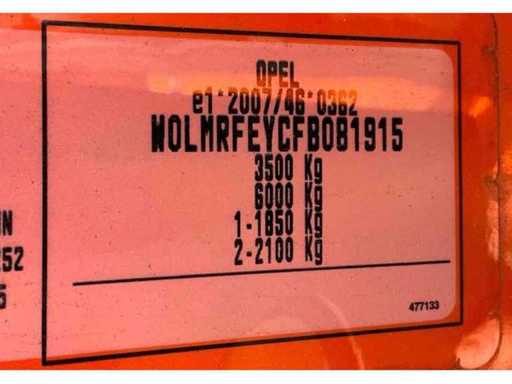 OPEL
e1*2007/46*0362
W0LMRFEYCFB081915
3500 Kg
6000 Kg
1-1850 Kg
2-2100 Kg
477133